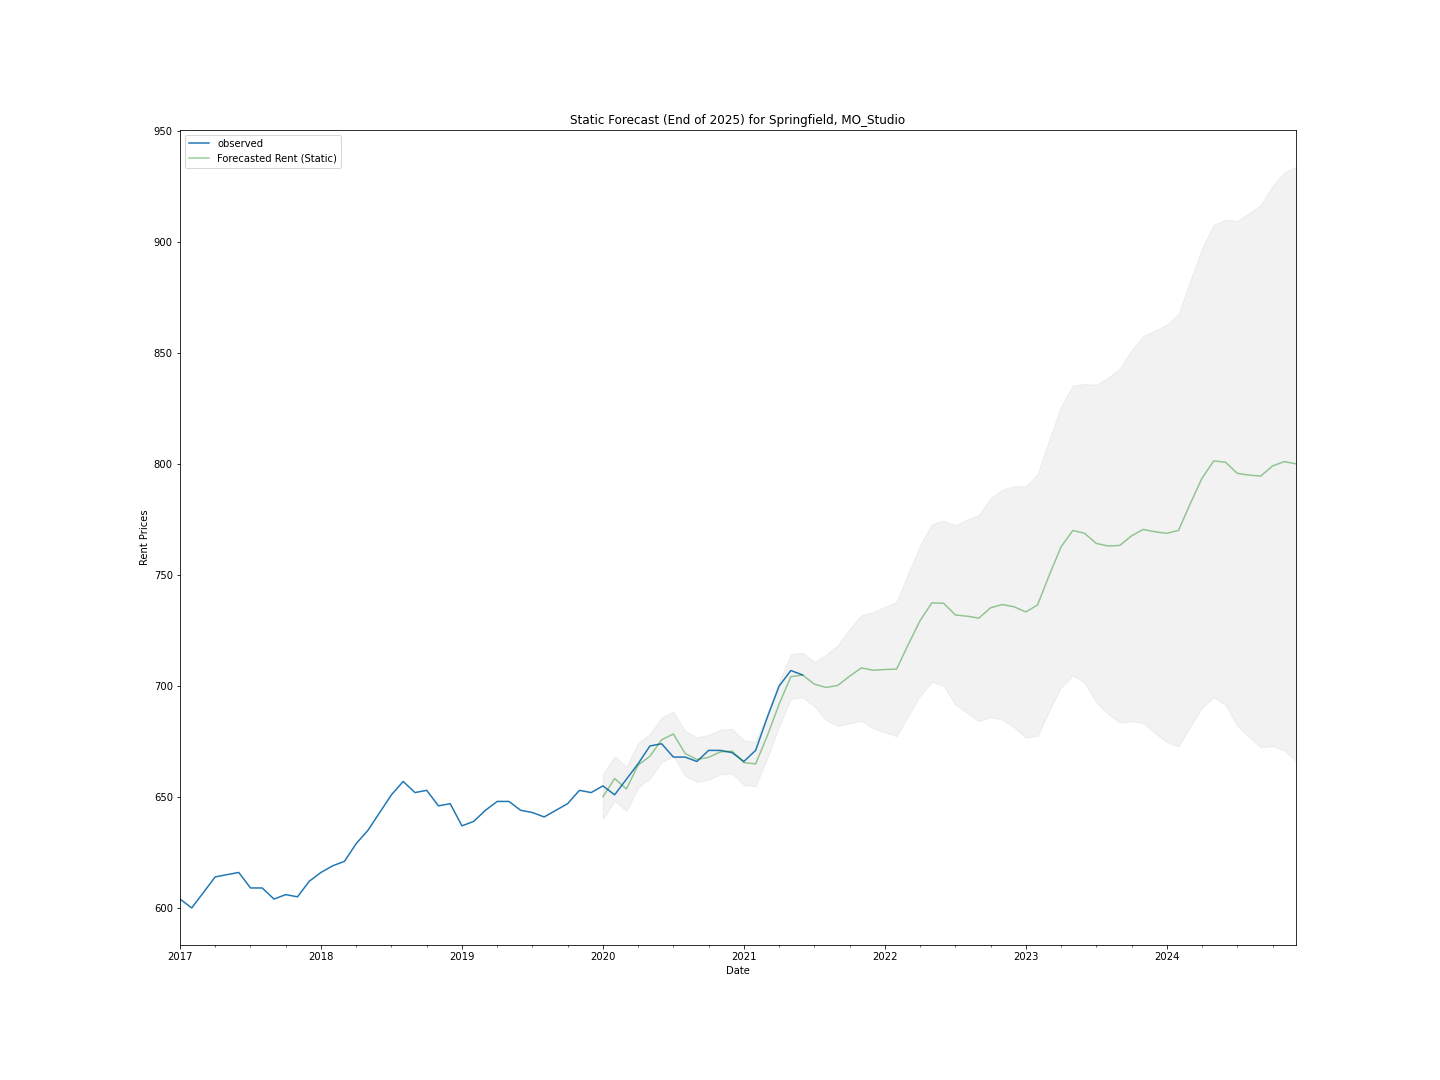 Static Forecast (End of 2025) for Springfield, MO_Studio
observed
Forecasted Rent (Static)
950
900
850
800
750
700
650
600
Rent Prices
2017 2018 2019 2020 2021 2022 2023 2024
Date